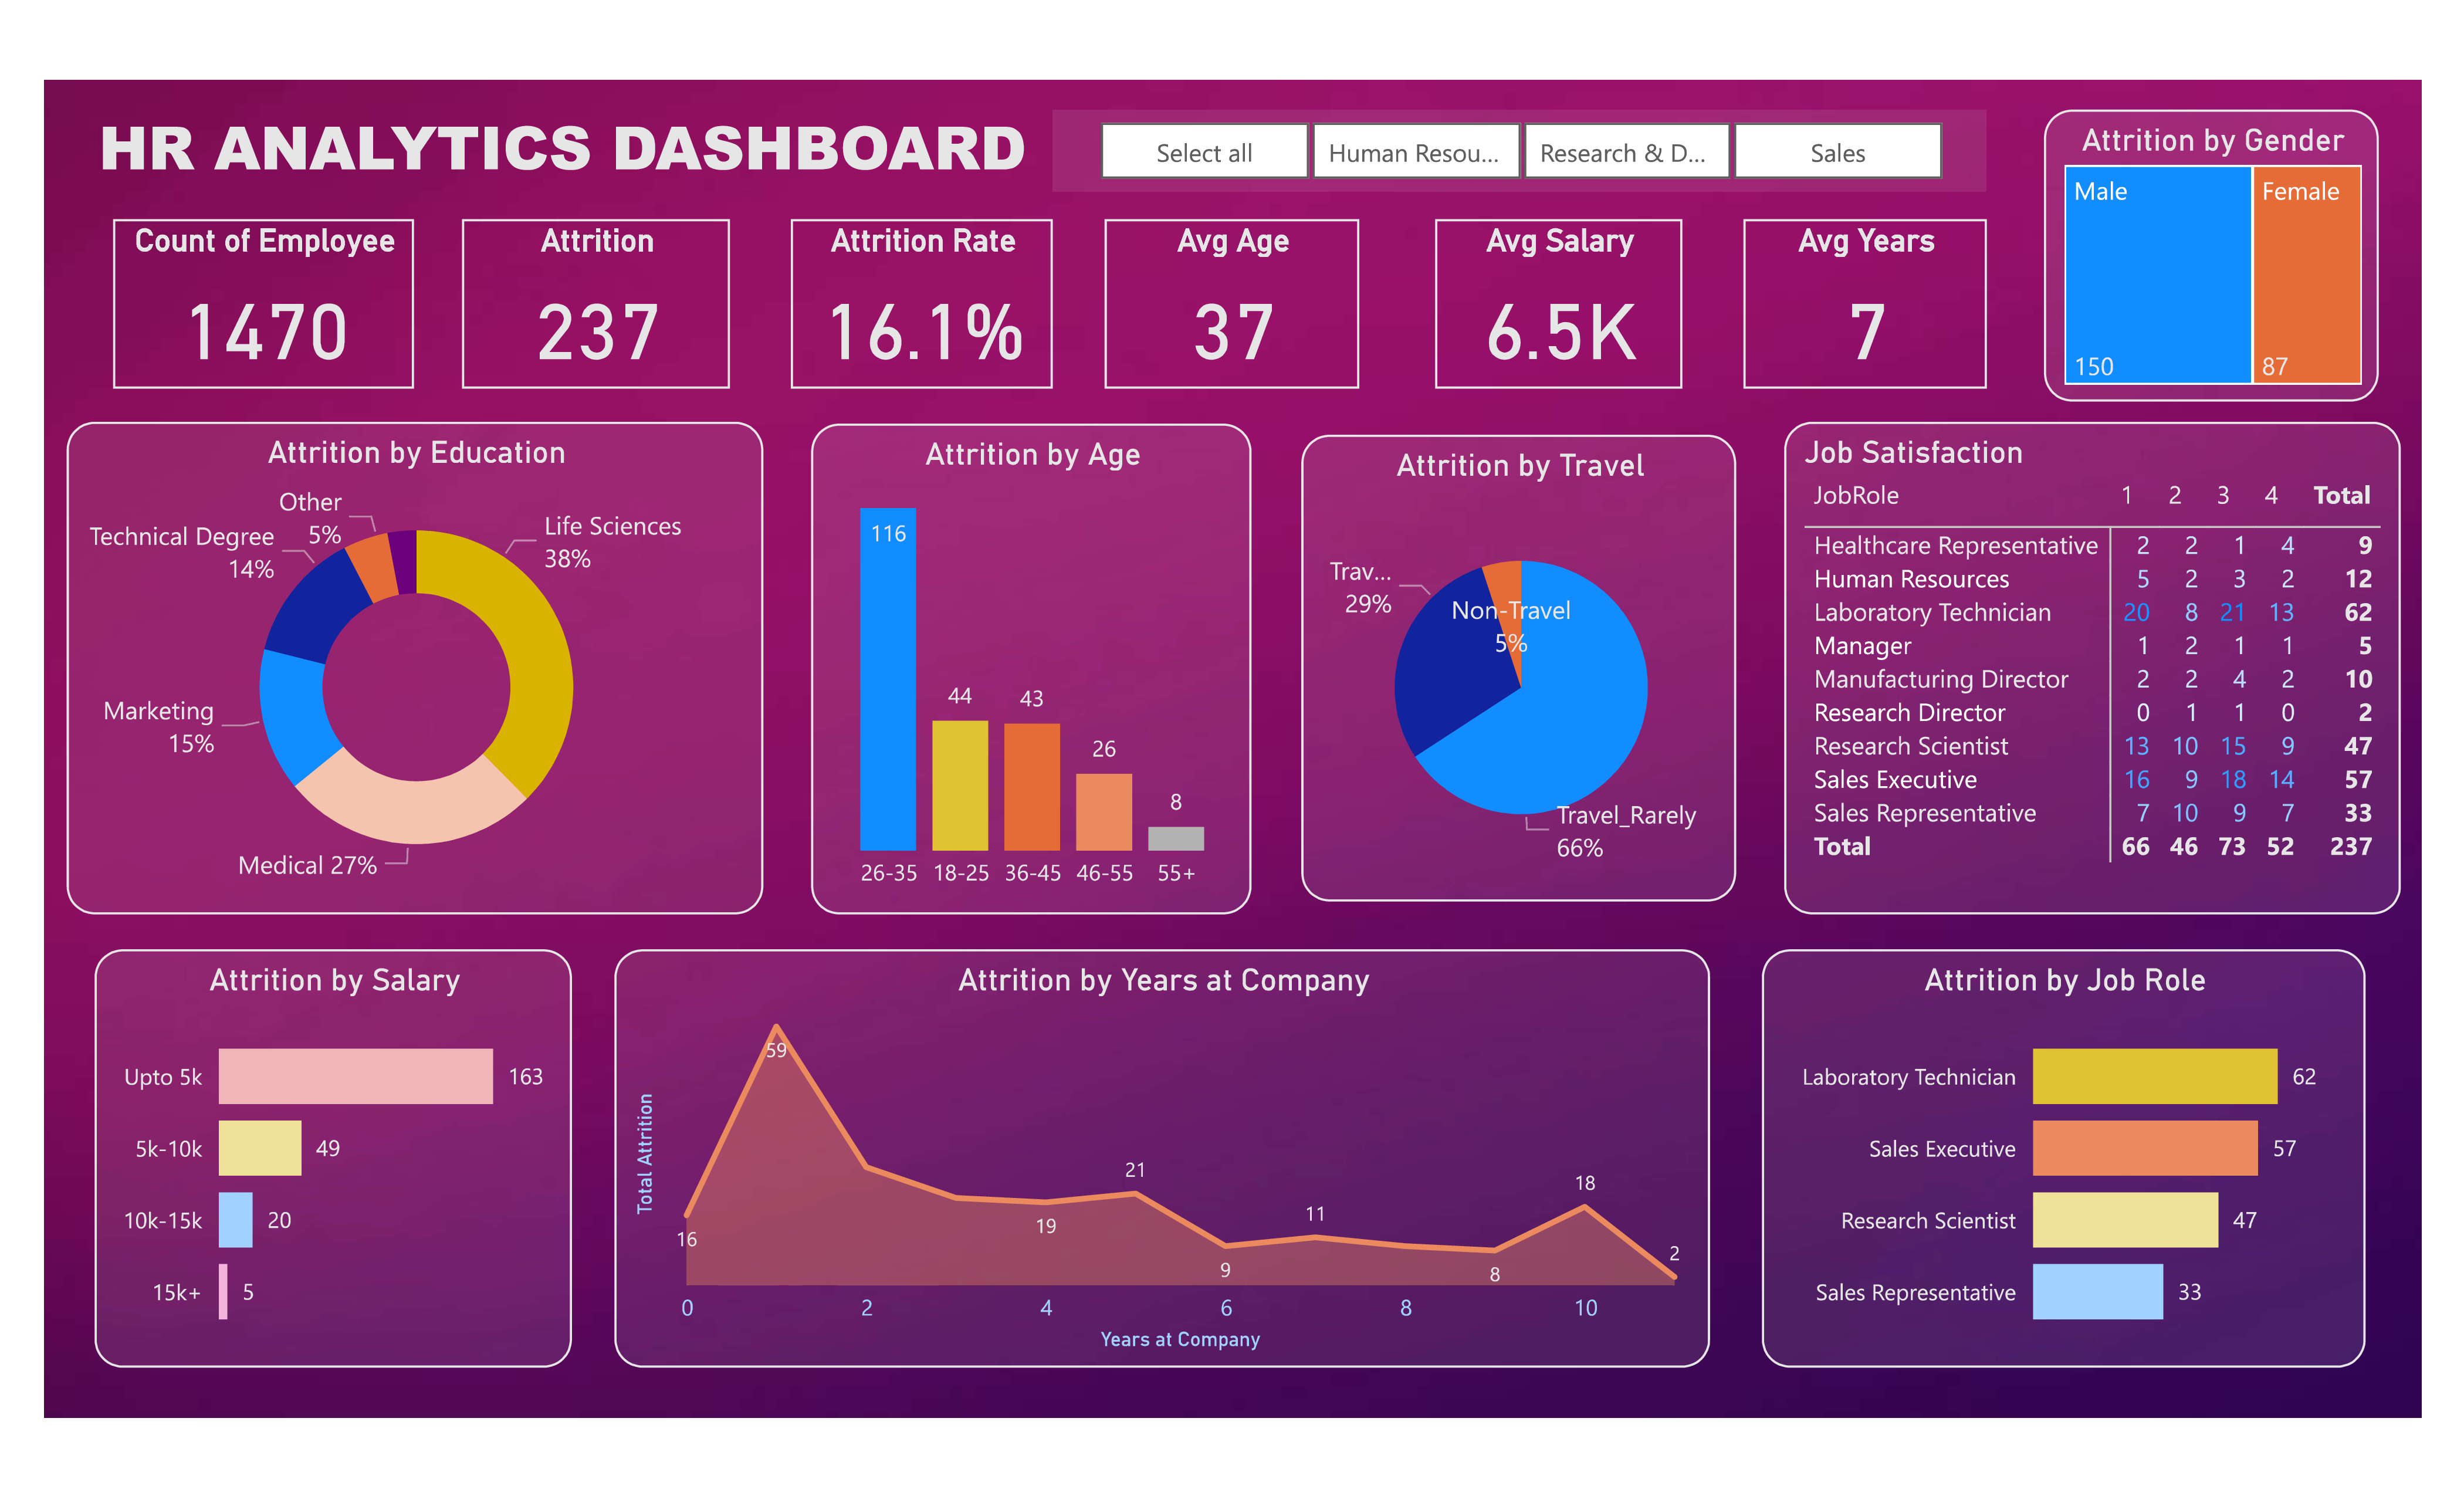 HR ANALYTICS DASHBOARD
Select all
Human Resou...
Research & D...
Sales
Attrition by Gender
Male
Female
150
87
Count of Employee
1470
Attrition
237
Attrition Rate
16.1%
Avg Age
37
Avg Salary
6.5K
Avg Years
7
Attrition by Education
Other
5%
Life Sciences
38%
Technical Degree
14%
Marketing
15%
Medical 27%
Attrition by Age
116
44
43
26
8
26-35 18-25 36-45 46-55 55+
Attrition by Travel
Trav...
29%
Non-Travel
5%
Travel_Rarely
66%
Job Satisfaction
JobRole 1 2 3 4 Total
Healthcare Representative 2 2 1 4 9
Human Resources 5 2 3 2 12
Laboratory Technician 20 8 21 13 62
Manager 1 2 1 1 5
Manufacturing Director 2 2 4 2 10
Research Director 0 1 1 0 2
Research Scientist 13 10 15 9 47
Sales Executive 16 9 18 14 57
Sales Representative 7 10 9 7 33
Total 66 46 73 52 237
Attrition by Salary
Upto 5k 163
5k-10k 49
10k-15k 20
15k+ 5
Attrition by Years at Company
Total Attrition
16
59
19
21
9
11
8
18
2
0 2 4 6 8 10
Years at Company
Attrition by Job Role
Laboratory Technician 62
Sales Executive 57
Research Scientist 47
Sales Representative 33